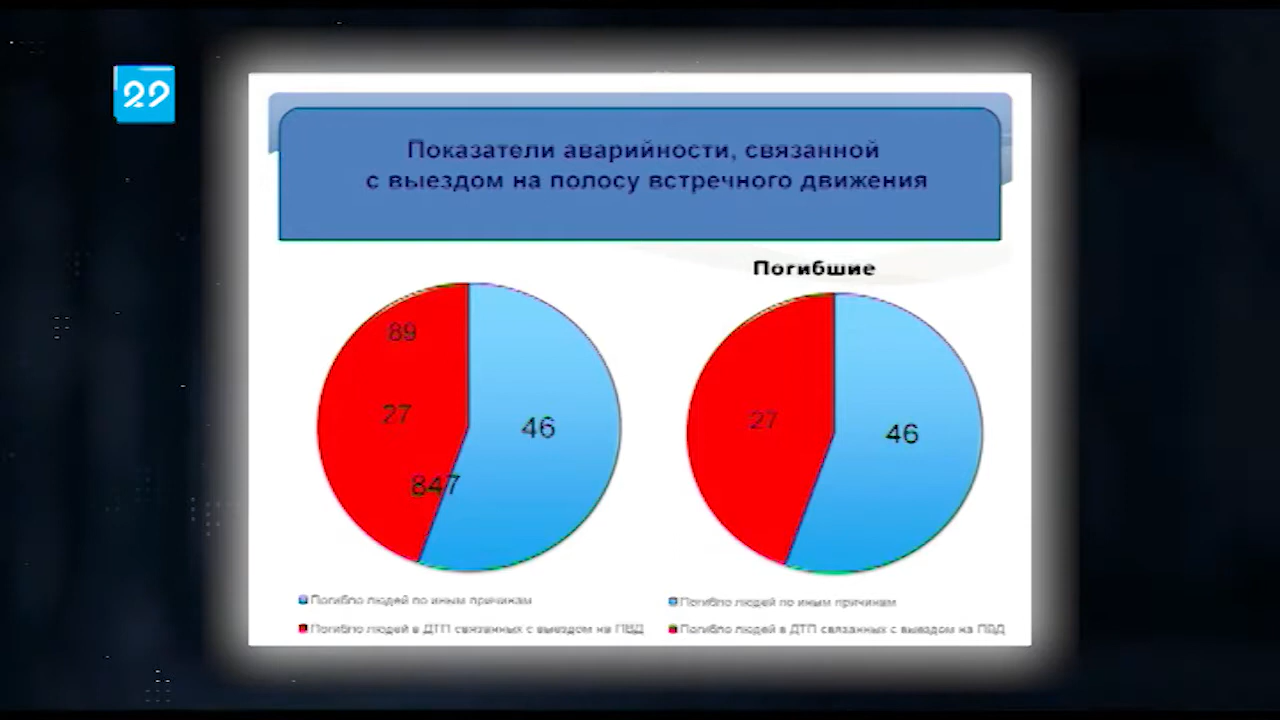 29
Показатели аварийности, связанной
с выездом на полосу встречного движения
Погибшие
89
27
46
847
27
46
Погибло людей по иным причинам
Погибло людей в ДТП связанных с выездом на ПВД
Погибло людей по иным причинам
Погибло людей в ДТП связанных с выездом на ПВД